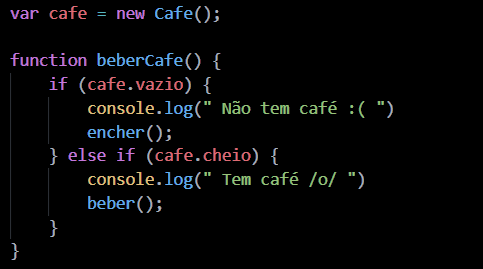 var cafe = new Cafe();
function beberCafe() {
if (cafe.vazio) {
console.log(" Não tem café :( ")
encher();
} else if (cafe.cheio) {
console.log(" Tem café /o/ ")
beber();
}
}